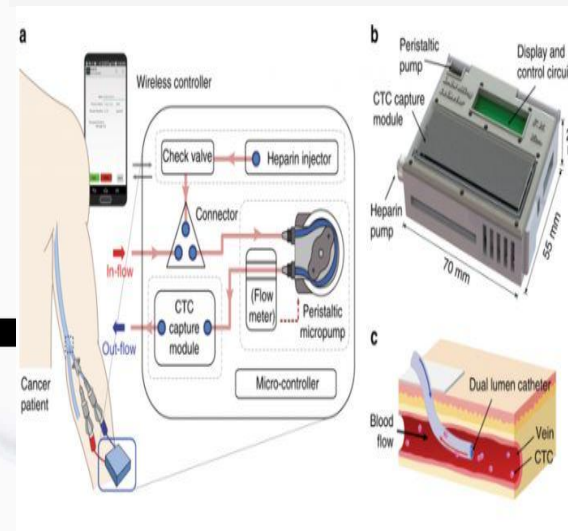 a
Wireless controller
Check valve
Heparin injector
Connector
In-flow
Out-flow
CTC
capture
module
(Flow
meter)
Peristaltic
micropump
Micro-controller
Cancer
patient
b
Peristaltic
pump
Display and
control circui
CTC capture
module
Heparin
pump
70 mm
55 mm
c
Dual lumen catheter
Blood
flow
Vein
CTC